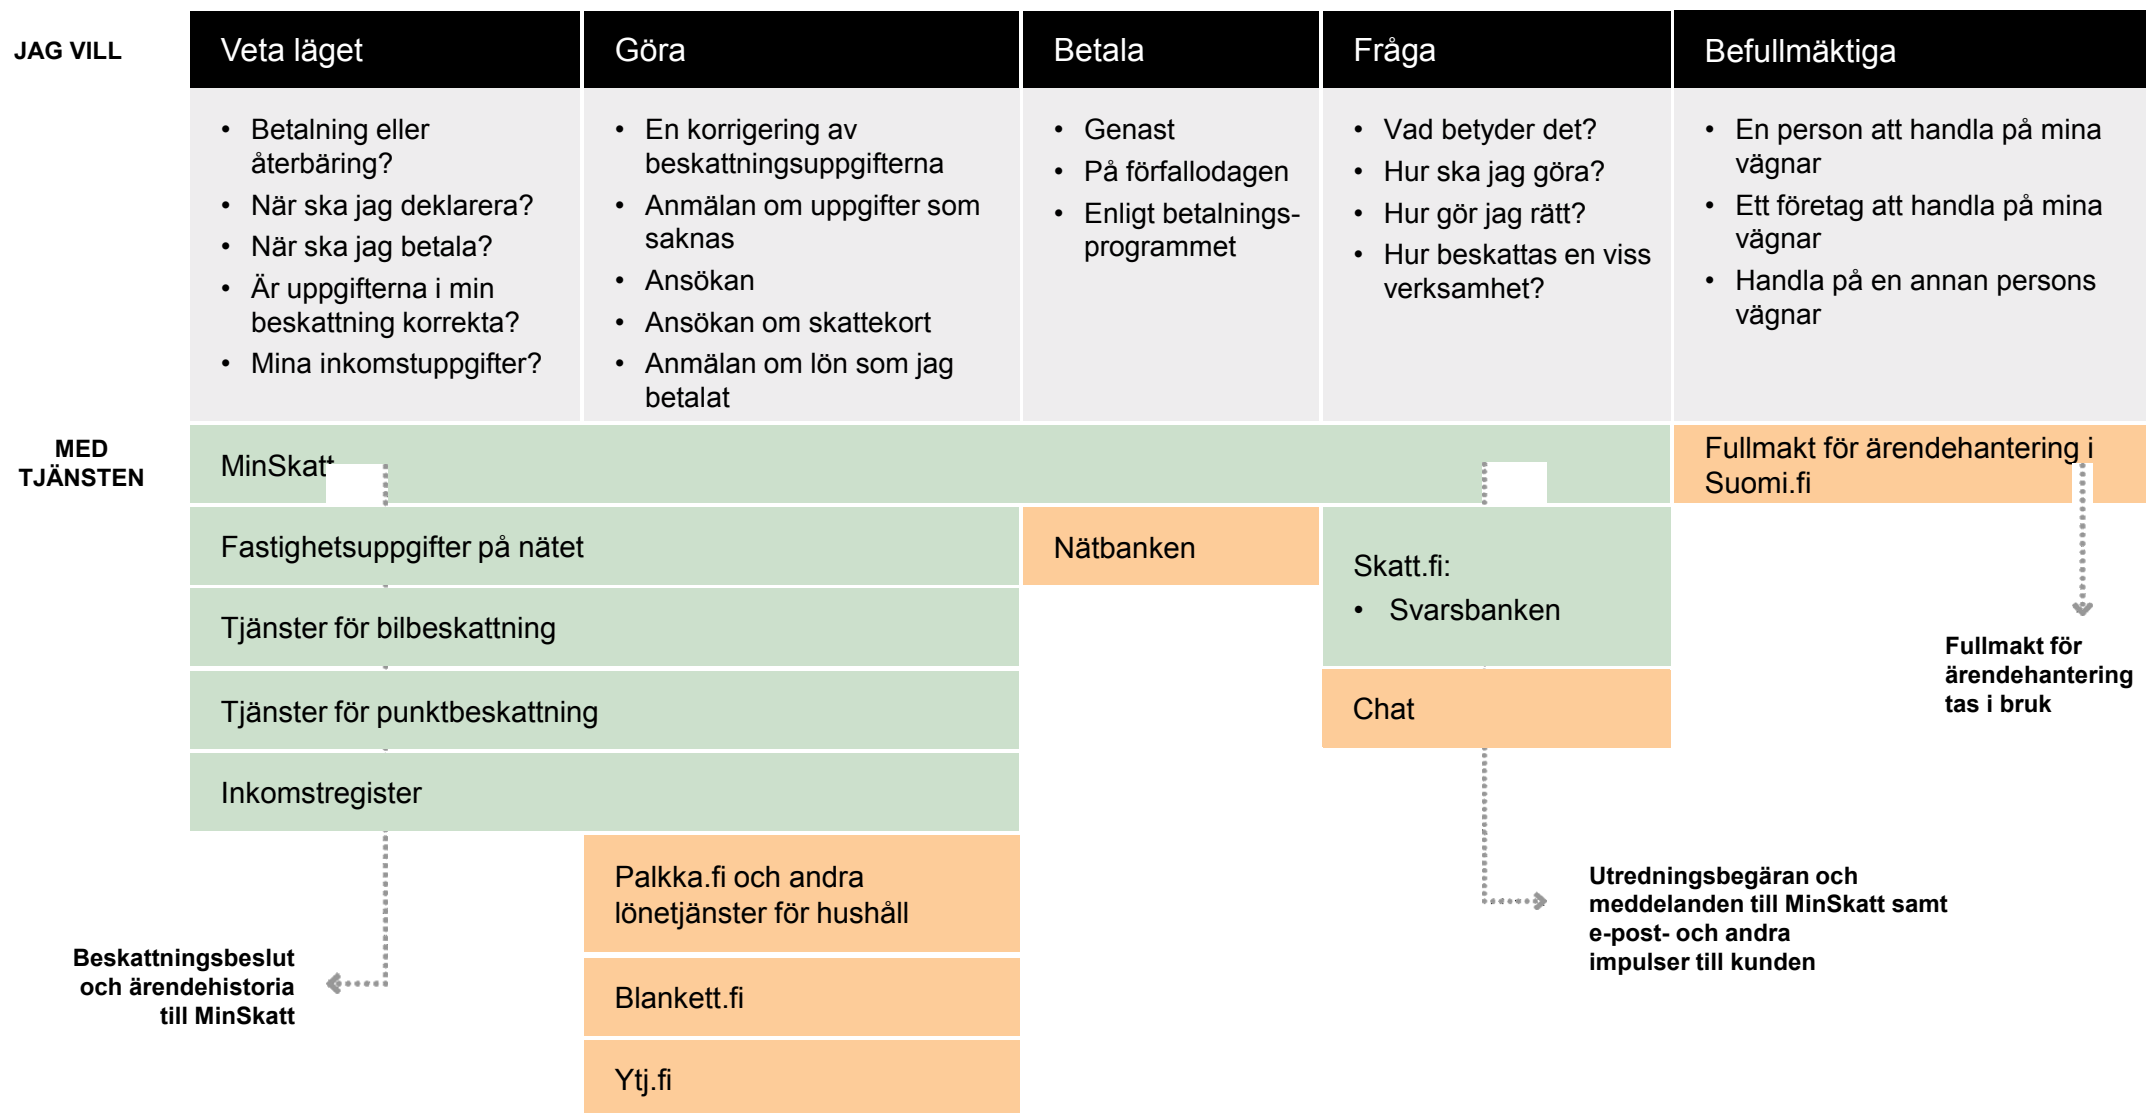 JAG VILL
Veta läget
Göra
Betala
Fråga
Befullmäktiga
• Betalning eller
återbäring?
• När ska jag deklarera?
• När ska jag betala?
• Är uppgifterna i min
beskattning korrekta?
• Mina inkomstuppgifter?
• En korrigering av
beskattningsuppgifterna
• Anmälan om uppgifter som
saknas
• Ansökan
• Ansökan om skattekort
• Anmälan om lön som jag
betalat
• Genast
• På förfallodagen
• Enligt betalnings-
programmet
• Vad betyder det?
• Hur ska jag göra?
• Hur gör jag rätt?
• Hur beskattas en viss
verksamhet?
• En person att handla på mina
vägnar
• Ett företag att handla på mina
vägnar
• Handla på en annan persons
vägnar
MED
TJÄNSTEN
MinSkatt
Fullmakt för ärendehantering i
Suomi.fi
Fastighetsuppgifter på nätet
Nätbanken
Skatt.fi:
• Svarsbanken
Tjänster för bilbeskattning
Fullmakt för
ärendehantering
tas i bruk
Tjänster för punktbeskattning
Chat
Inkomstregister
Palkka.fi och andra
lönetjänster för hushåll
Utredningsbegäran och
meddelanden till MinSkatt samt
e-post- och andra
impulser till kunden
Beskattningsbeslut
och ärendehistoria
till MinSkatt
Blankett.fi
Ytj.fi